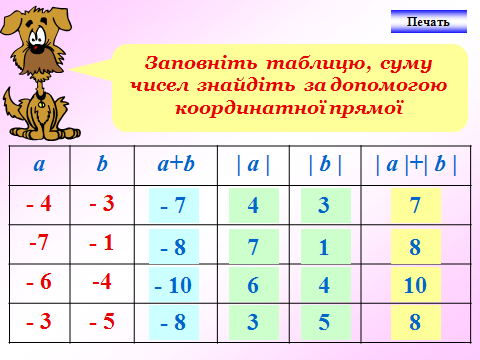 Печать
Заповніть таблицю, суму
чисел знайдіть за допомогою
координатної прямої
a b a+b | a | | b | | a |+| b |
- 4 - 3 - 7 4 3 7
-7 - 1 - 8 7 1 8
- 6 -4 - 10 6 4 10
- 3 - 5 - 8 3 5 8